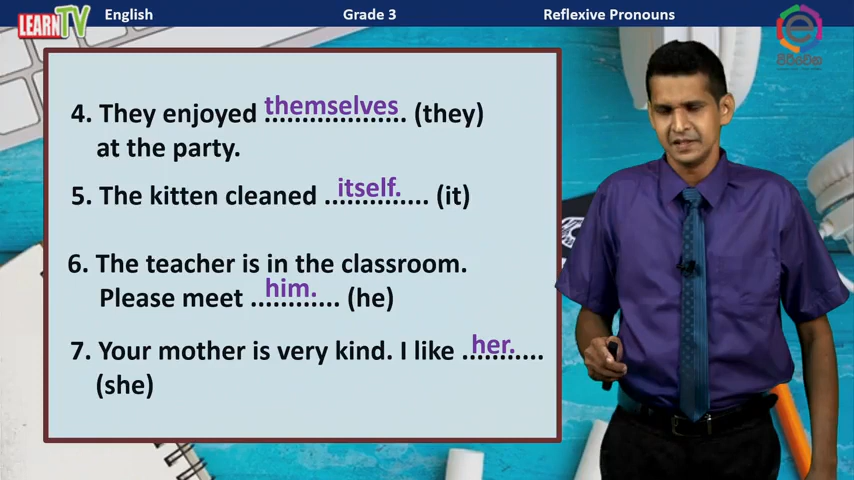 LEARN TV
English Grade 3 Reflexive Pronouns
පිරිවෙන
4. They enjoyed themselves (they)
at the party.
5. The kitten cleaned itself. (it)
6. The teacher is in the classroom.
Please meet him. (he)
7. Your mother is very kind. I like her.
(she)